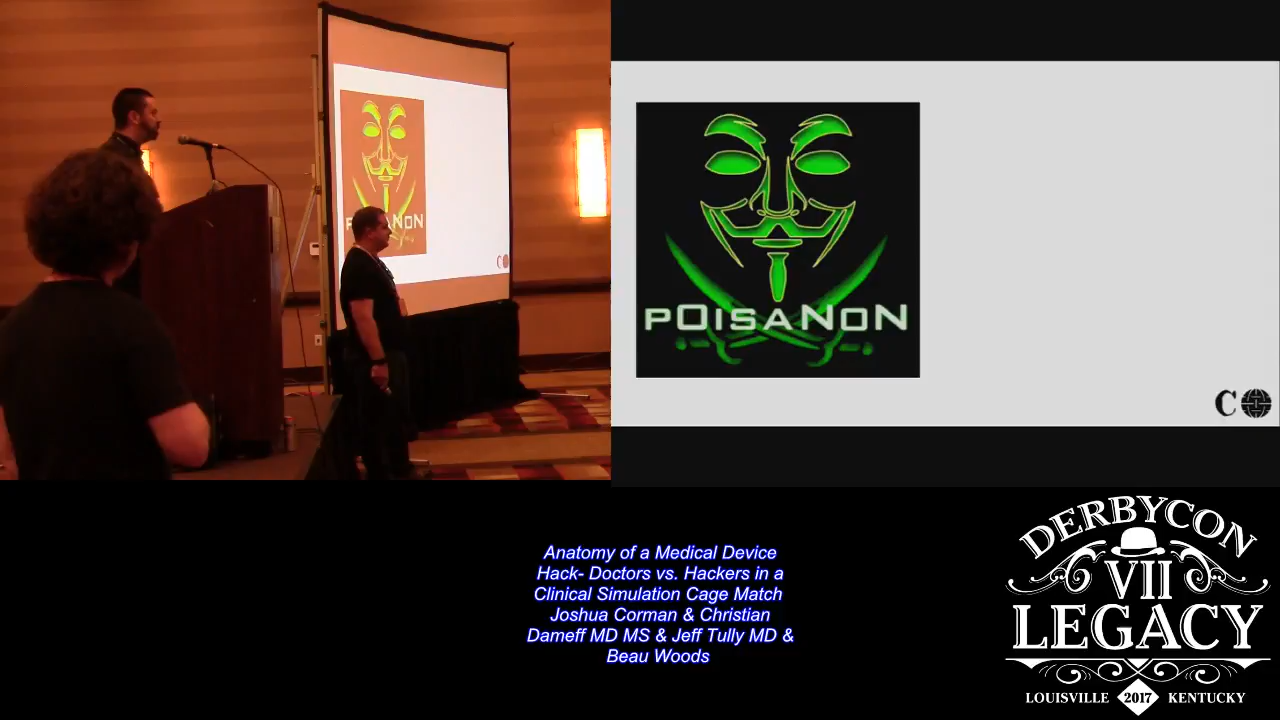 P
NON
C
pOisaNoN
C
Anatomy of a Medical Device
Hack- Doctors vs. Hackers in a
Clinical Simulation Cage Match
Joshua Corman & Christian
Dameff MD MS & Jeff Tully MD &
Beau Woods
DERBYCON
VII
LEGACY
LOUISVILLE 2017 KENTUCKY